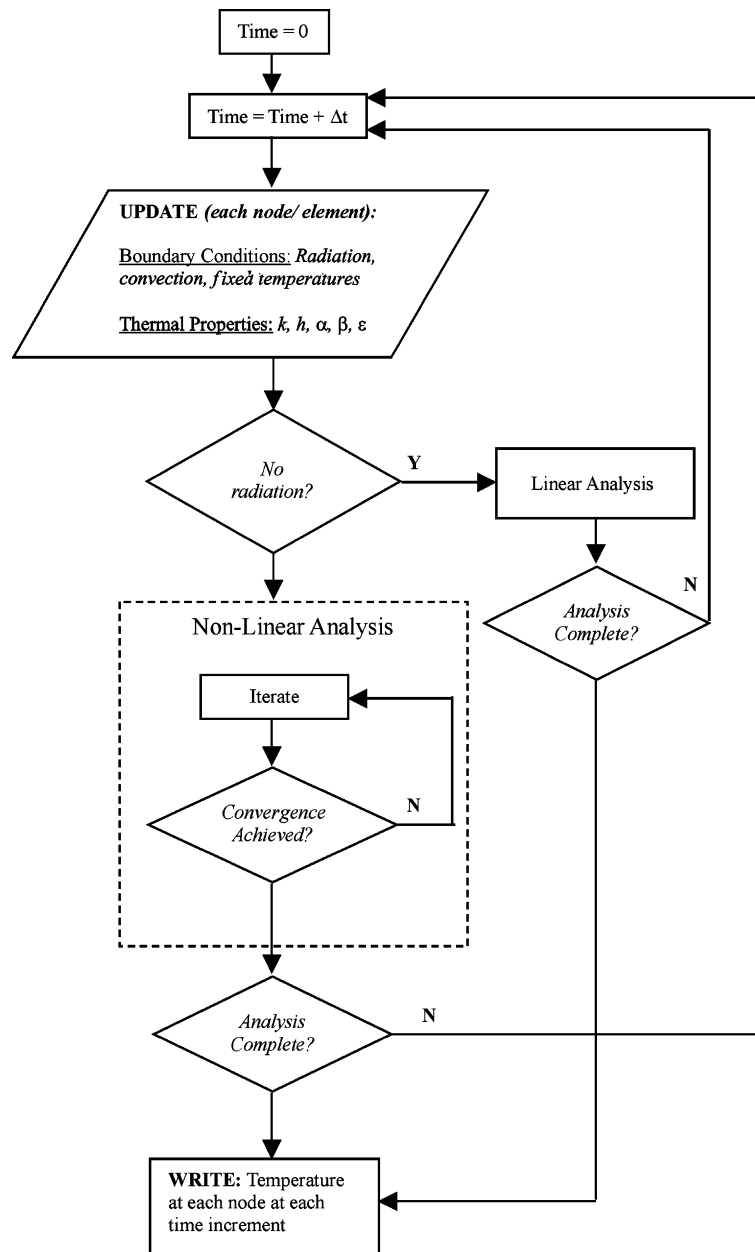 Time = 0
Time = Time + Δt
UPDATE (each node/ element):
Boundary Conditions: Radiation,
convection, fixed temperatures
Thermal Properties: k, h, α, β, ε
No
radiation?
Y
Linear Analysis
Analysis
Complete?
N
Non-Linear Analysis
Iterate
Convergence
Achieved?
N
Analysis
Complete?
N
WRITE: Temperature
at each node at each
time increment